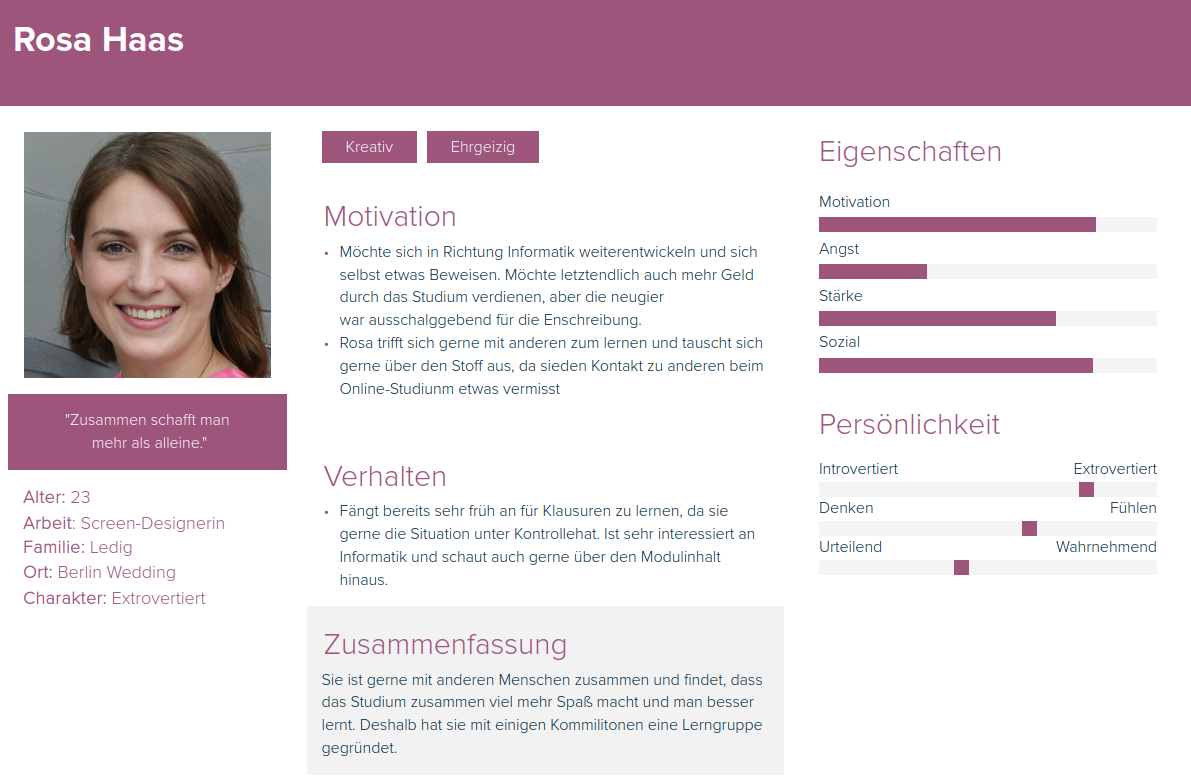 Rosa Haas
"Zusammen schafft man
mehr als alleine."
Alter: 23
Arbeit: Screen-Designerin
Familie: Ledig
Ort: Berlin Wedding
Charakter: Extrovertiert
Kreativ
Ehrgeizig
Motivation
• Möchte sich in Richtung Informatik weiterentwickeln und sich
selbst etwas Beweisen. Möchte letztendlich auch mehr Geld
durch das Studium verdienen, aber die neugier
war ausschalggebend für die Enschreibung.
• Rosa trifft sich gerne mit anderen zum lernen und tauscht sich
gerne über den Stoff aus, da sieden Kontakt zu anderen beim
Online-Studiunm etwas vermisst
Verhalten
• Fängt bereits sehr früh an für Klausuren zu lernen, da sie
gerne die Situation unter Kontrollehat. Ist sehr interessiert an
Informatik und schaut auch gerne über den Modulinhalt
hinaus.
Zusammenfassung
Sie ist gerne mit anderen Menschen zusammen und findet, dass
das Studium zusammen viel mehr Spaß macht und man besser
lernt. Deshalb hat sie mit einigen Kommilitonen eine Lerngruppe
gegründet.
Eigenschaften
Motivation
Angst
Stärke
Sozial
Persönlichkeit
Introvertiert Extrovertiert
Denken Fühlen
Urteilend Wahrnehmend